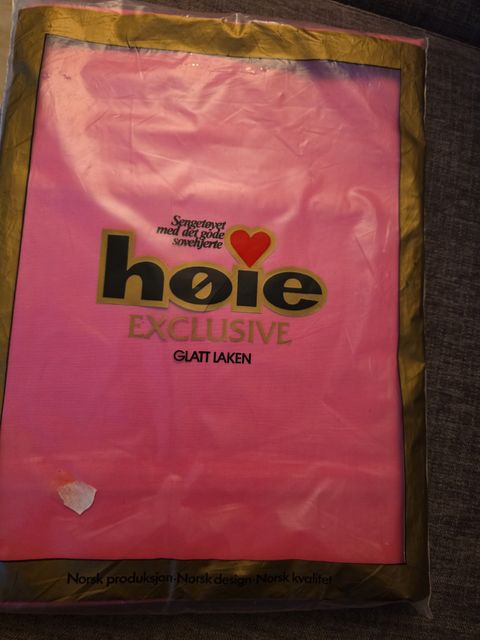 Sengetøyet
med det gode
sovehjerte
høie
EXCLUSIVE
GLATT LAKEN
Norsk produksjon·Norsk design·Norsk kvalitet